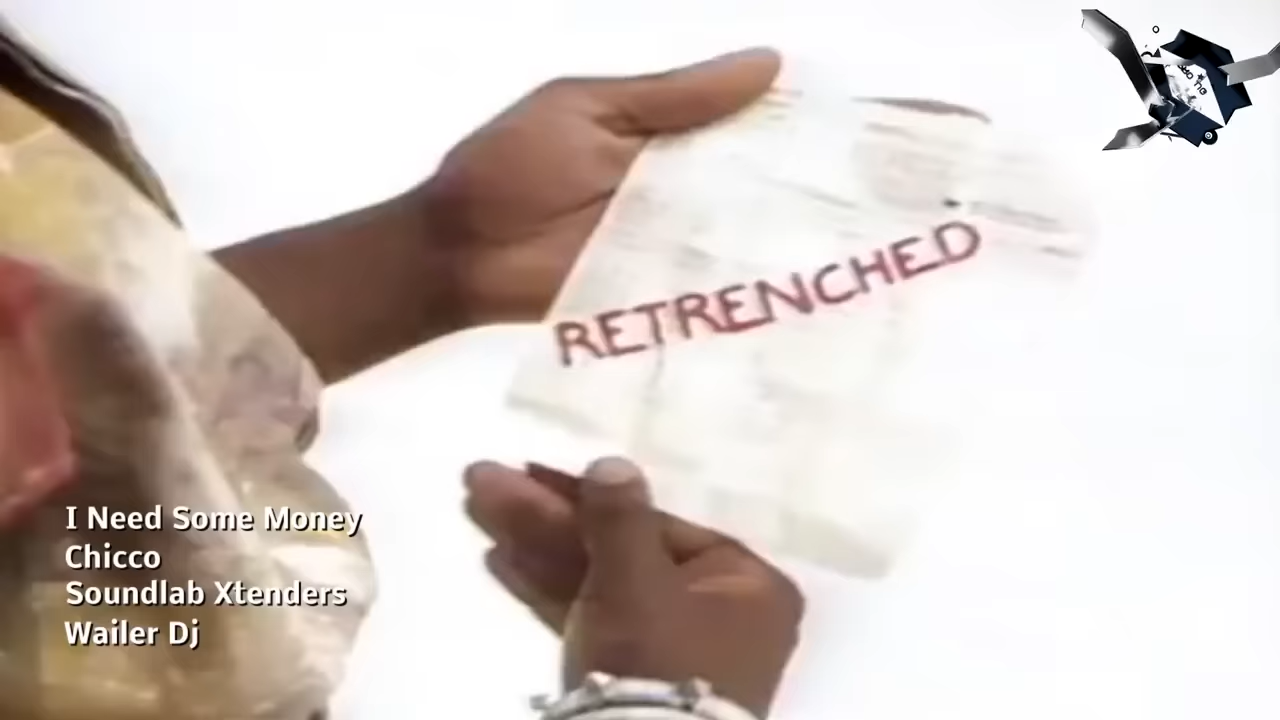 RETRENCHED
I Need Some Money
Chicco
Soundlab Xtenders
Wailer Dj